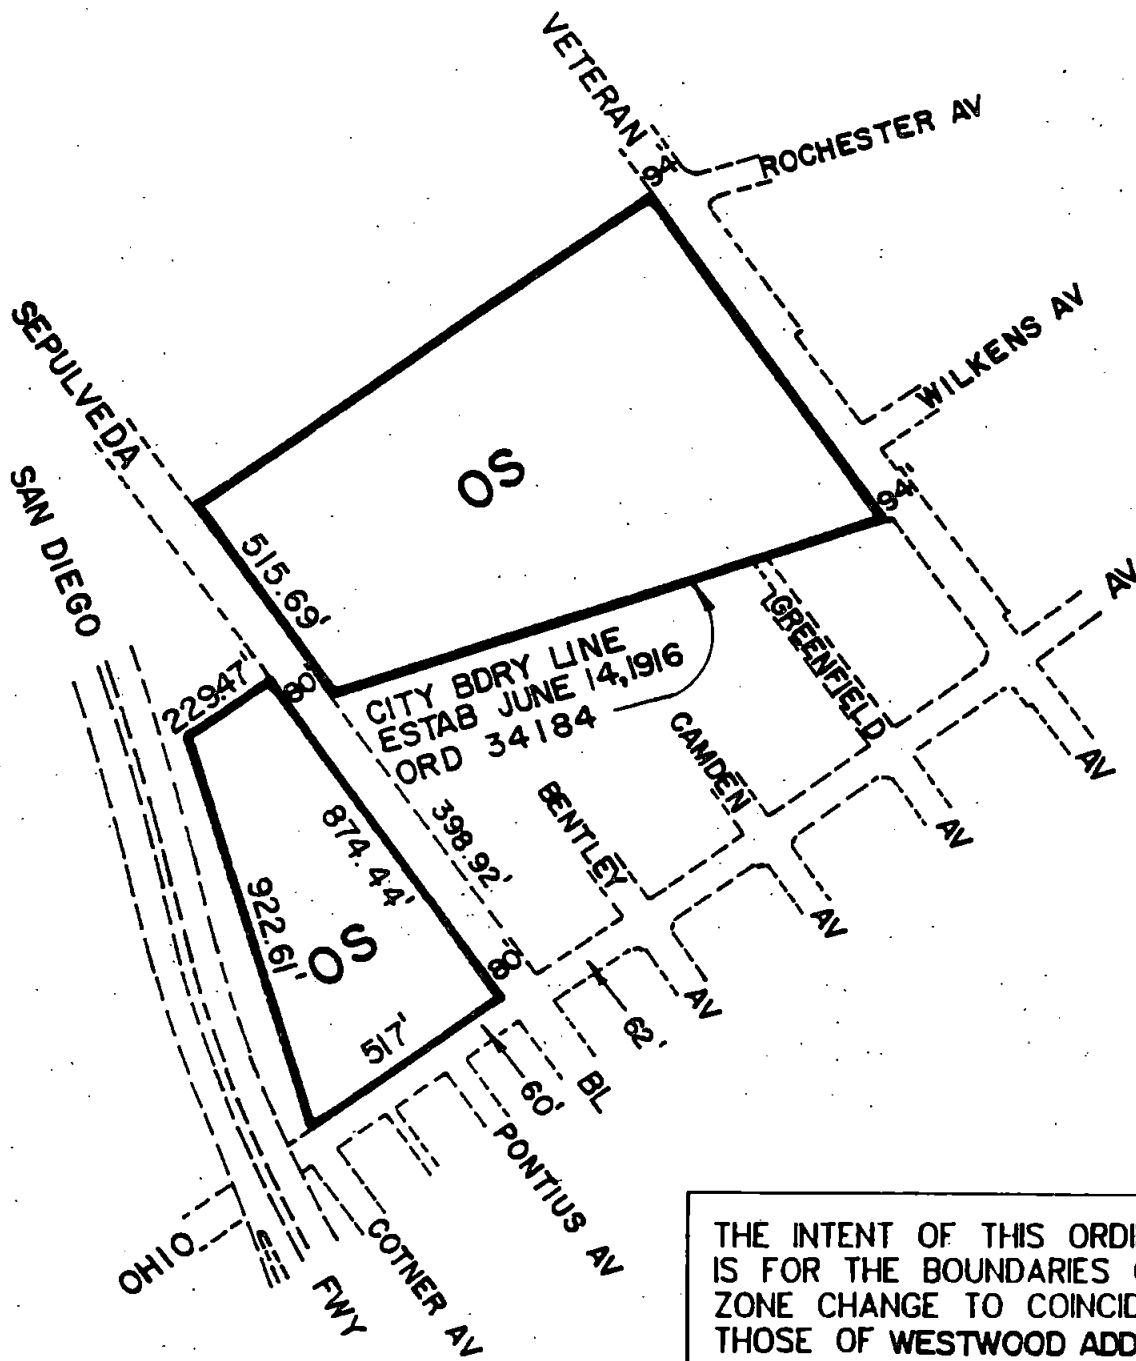 VETERAN
94'
ROCHESTER AV
WILKENS AV
SEPULVEDA
OS
SAN DIEGO
515.69'
94'
AV
GREENFIELD
229.47'
80'
CITY BDRY LINE
ESTAB JUNE 14, 1916
ORD 34184
CAMDEN
AV
BENTLEY
398.92'
874.44'
AV
922.61'
OS
AV
80'
AV
517'
62'
60'
BL
PONTIUS AV
OHIO
COTNER AV
FWY
THE INTENT OF THIS ORDI
IS FOR THE BOUNDARIES
ZONE CHANGE TO COINCID
THOSE OF WESTWOOD ADD